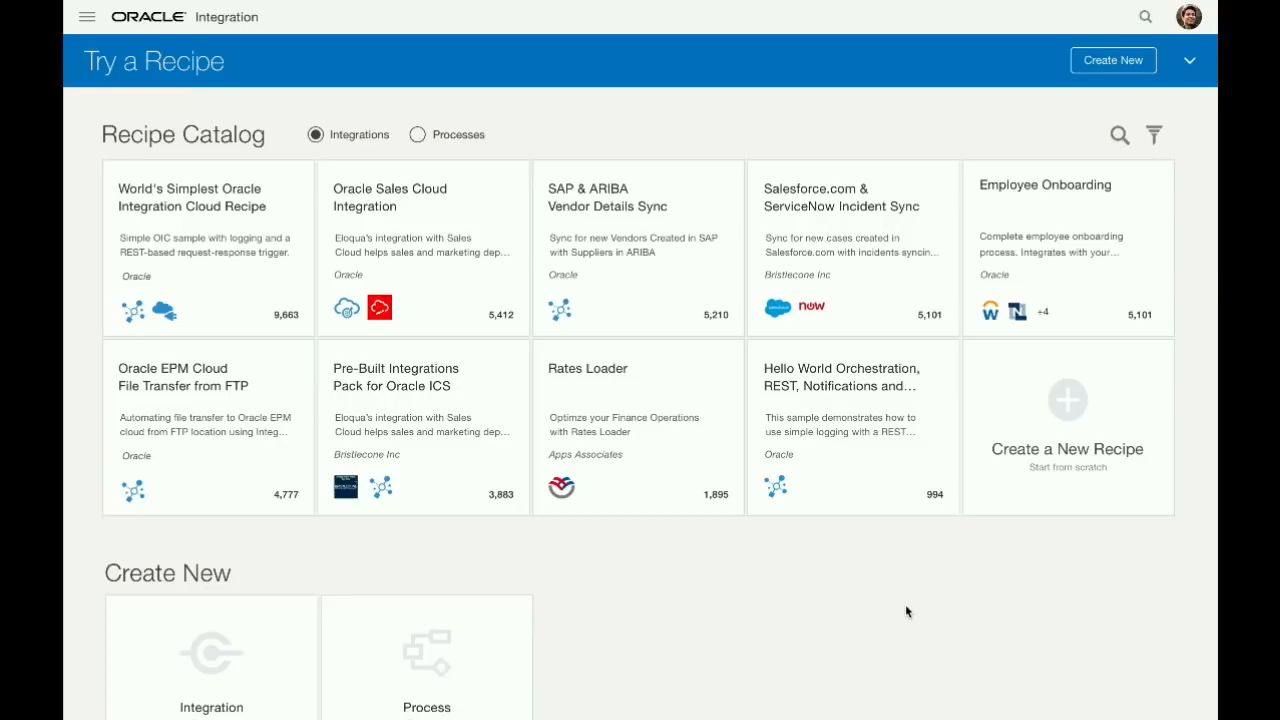 ORACLE Integration
Try a Recipe
Create New
Recipe Catalog
Integrations
Processes
World's Simplest Oracle
Integration Cloud Recipe
Simple OIC sample with logging and a
REST-based request-response trigger.
Oracle
9,663
Oracle Sales Cloud
Integration
Eloqua's integration with Sales
Cloud helps sales and marketing dep...
Oracle
5,412
SAP & ARIBA
Vendor Details Sync
Sync for new Vendors Created in SAP
with Suppliers in ARIBA
Oracle
5,210
Salesforce.com &
ServiceNow Incident Sync
Sync for new cases created in
Salesforce.com with incidents syncin...
Bristlecone Inc
now
5,101
Employee Onboarding
Complete employee onboarding
process. Integrates with your...
Oracle
w
N
+4
5,101
Oracle EPM Cloud
File Transfer from FTP
Automating file transfer to Oracle EPM
cloud from FTP location using Integ...
Oracle
4,777
Pre-Built Integrations
Pack for Oracle ICS
Eloqua's integration with Sales
Cloud helps sales and marketing dep...
Bristlecone Inc
3,883
Rates Loader
Optimze your Finance Operations
with Rates Loader
Apps Associates
1,895
Hello World Orchestration,
REST, Notifications and...
This sample demonstrates how to
use simple logging with a REST...
Oracle
994
Create a New Recipe
Start from scratch
Create New
Integration
Process